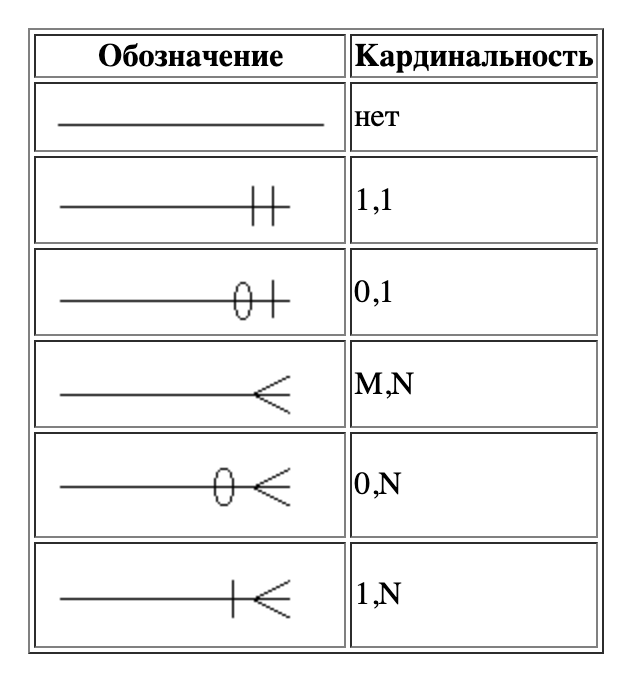 Обозначение Кардинальность
нет
1,1
0,1
M,N
0,N
1,N